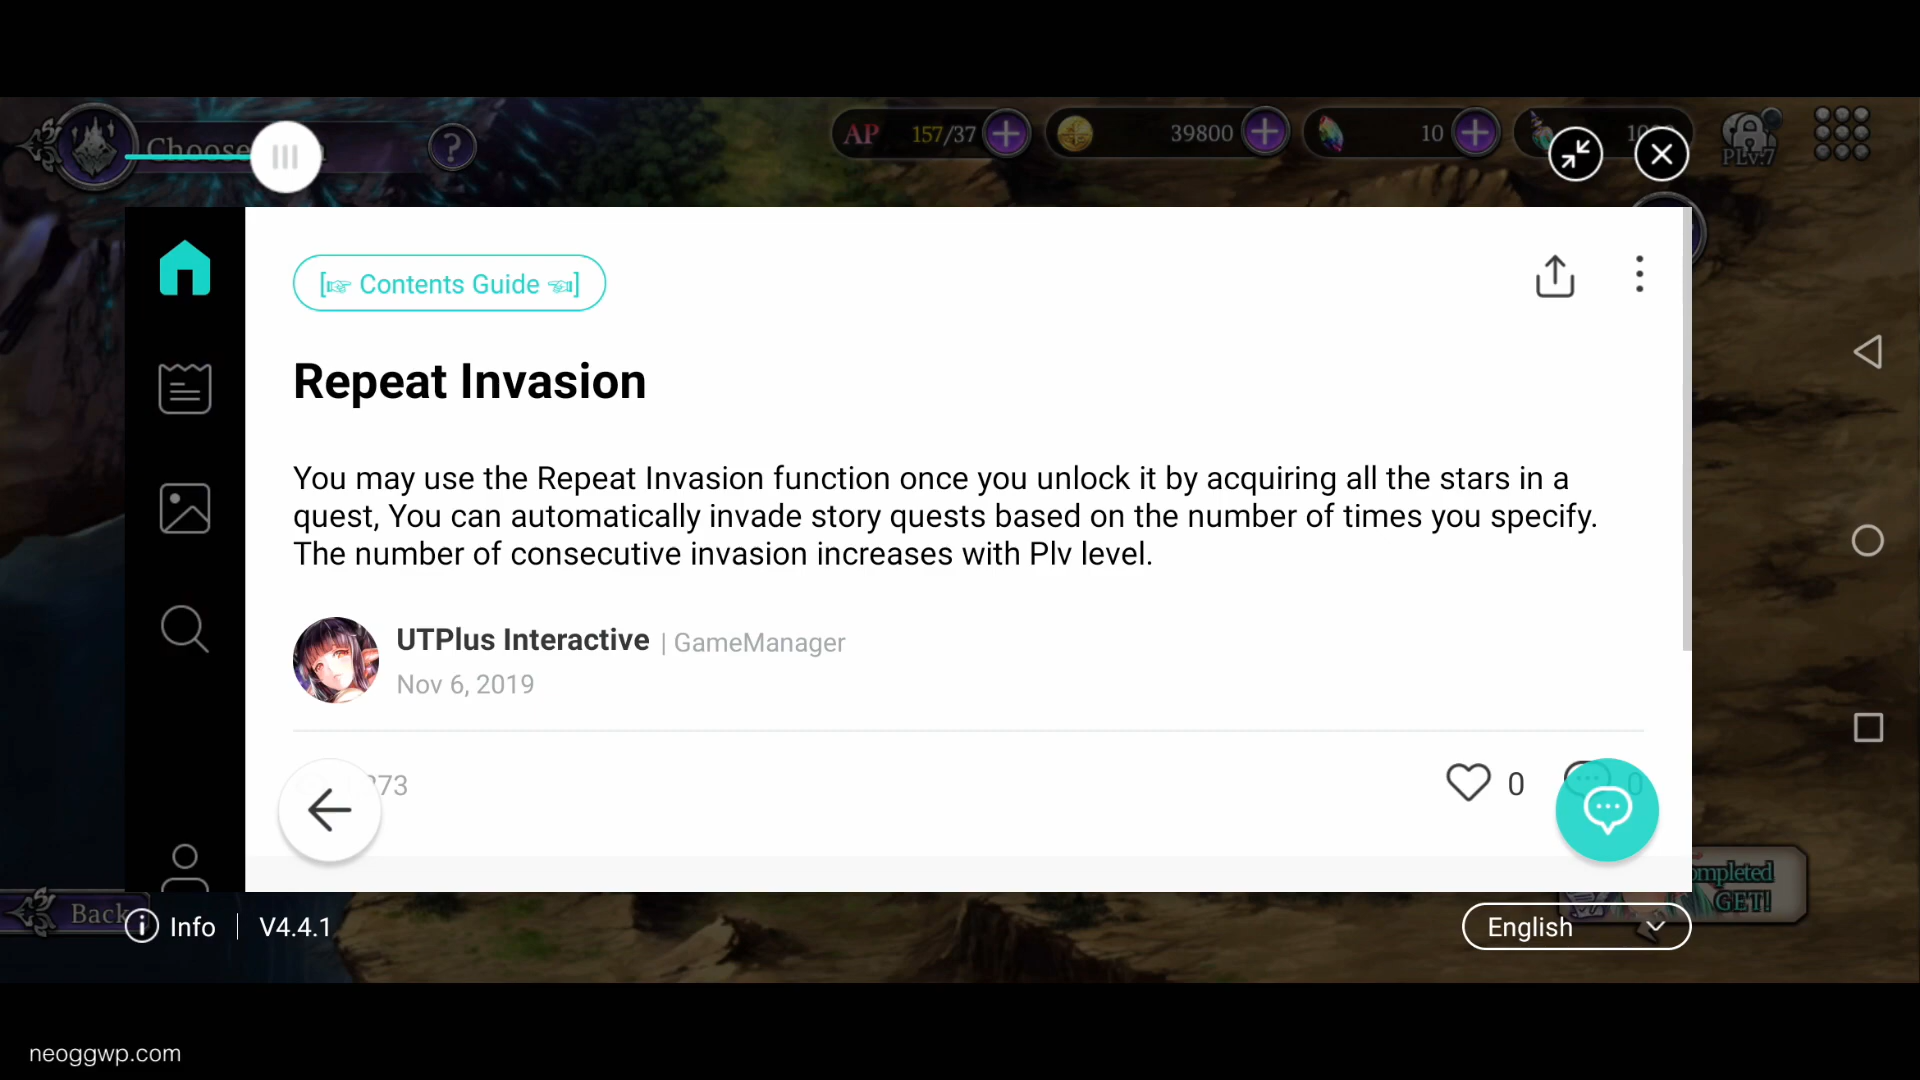 Choose
?
AP 157/37
39800
10
PLv.7
[☞ Contents Guide ☜]
Repeat Invasion
You may use the Repeat Invasion function once you unlock it by acquiring all the stars in a
quest, You can automatically invade story quests based on the number of times you specify.
The number of consecutive invasion increases with Plv level.
UTPlus Interactive | GameManager
Nov 6, 2019
0
0
Back
Info | V4.4.1
GET!
English
neoggwp.com